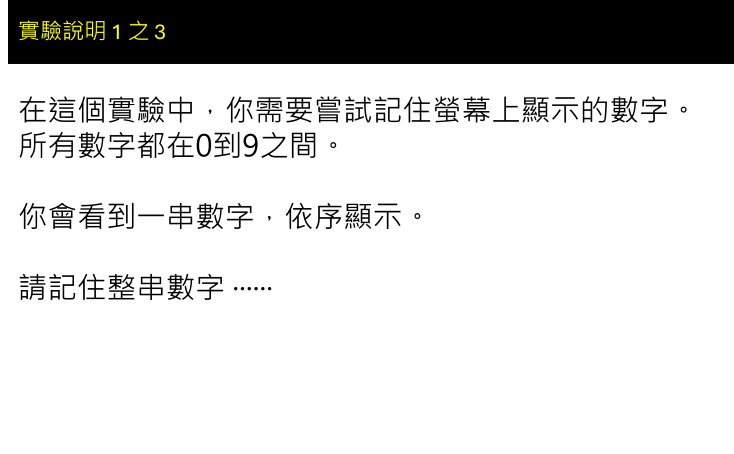 實驗說明 1 之 3
在這個實驗中，你需要嘗試記住螢幕上顯示的數字。
所有數字都在0到9之間。
你會看到一串數字，依序顯示。
請記住整串數字 ······